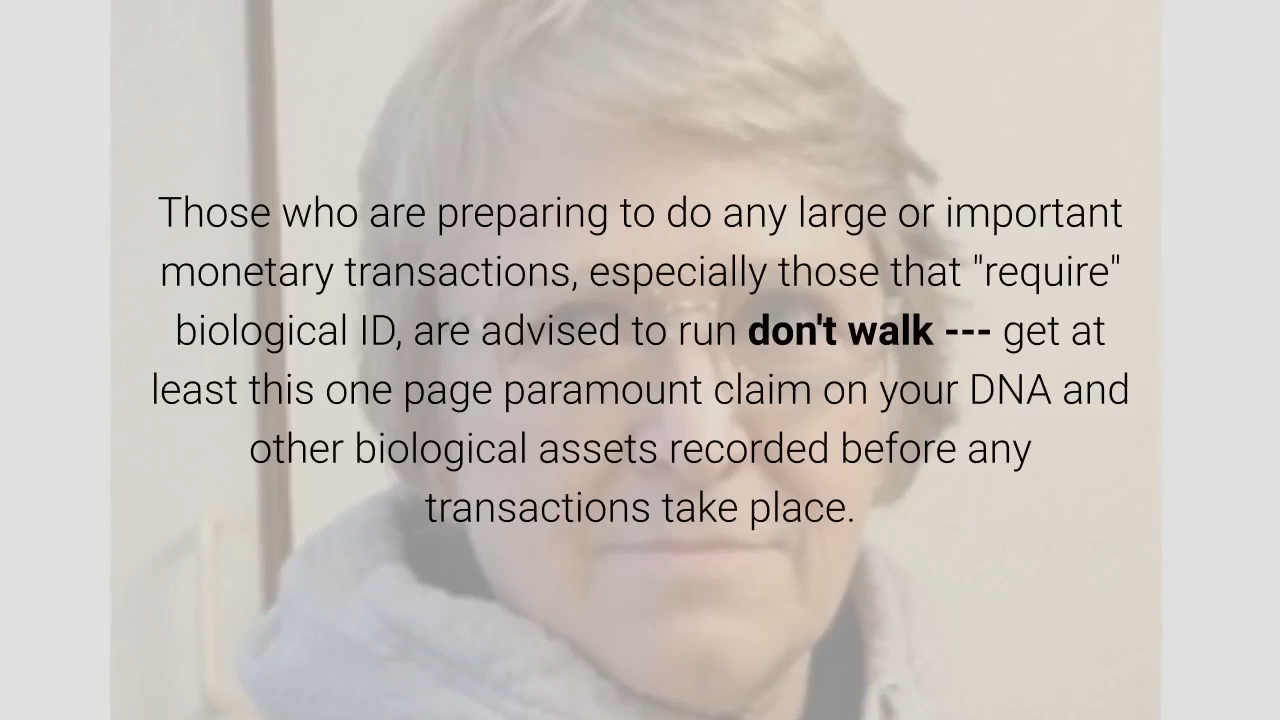 Those who are preparing to do any large or important
monetary transactions, especially those that "require"
biological ID, are advised to run don't walk --- get at
least this one page paramount claim on your DNA and
other biological assets recorded before any
transactions take place.